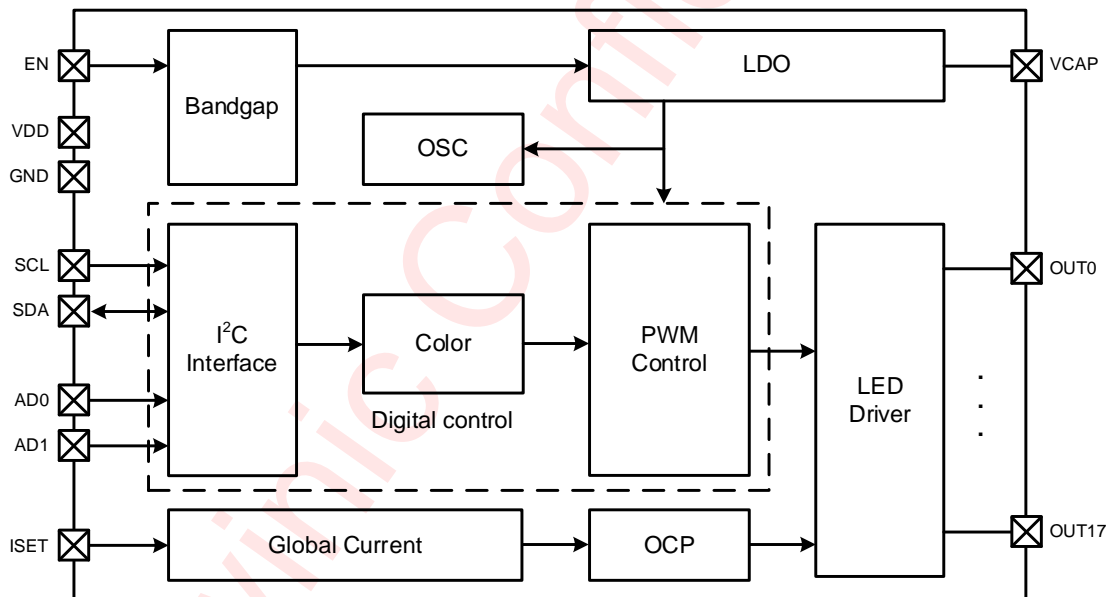 EN
Bandgap
LDO
VCAP
VDD
GND
OSC
SCL
SDA
AD0
AD1
I²C
Interface
Color
Digital control
PWM
Control
LED
Driver
OUT0
.
.
.
OUT17
ISET
Global Current
OCP